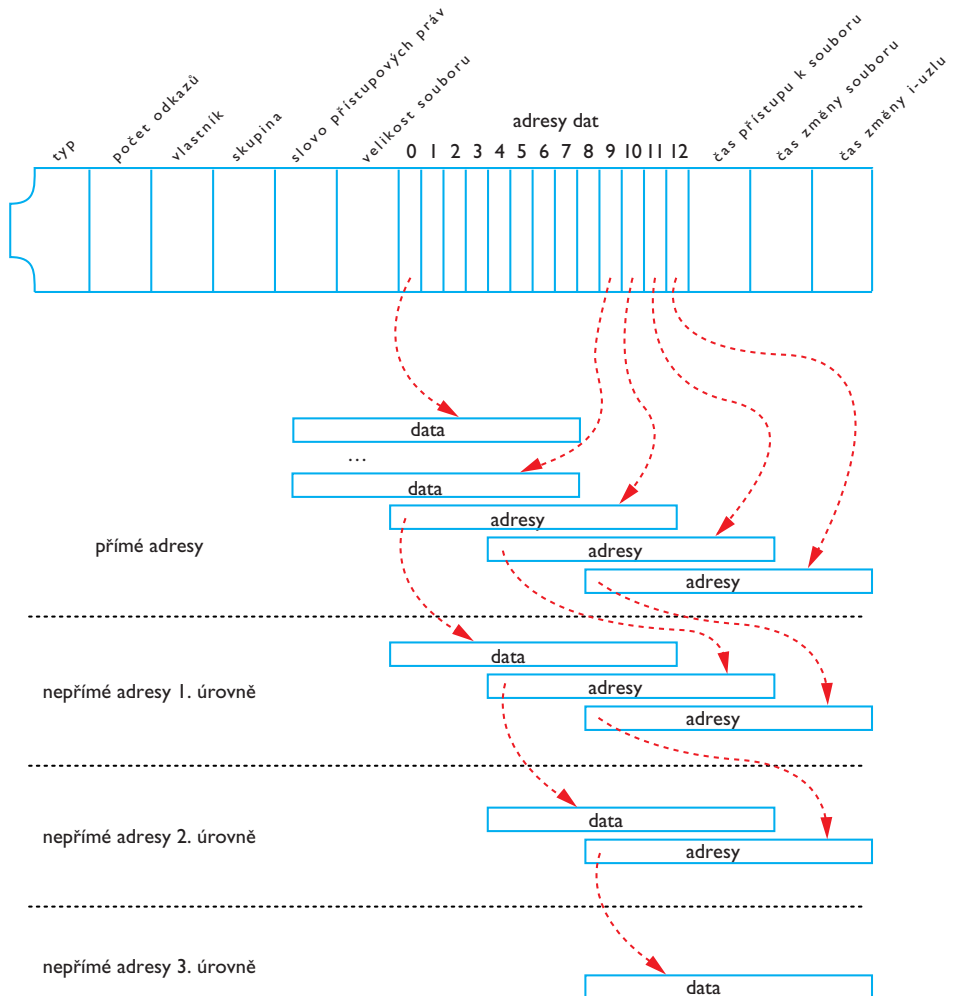 typ
počet odkazů
vlastník
skupina
slovo přístupových práv
velikost souboru
adresy dat
0 1 2 3 4 5 6 7 8 9 10 11 12
čas přístupu k souboru
čas změny souboru
čas změny i-uzlu
data
...
data
adresy
přímé adresy
adresy
adresy
data
nepřímé adresy 1. úrovně
adresy
adresy
data
nepřímé adresy 2. úrovně
adresy
nepřímé adresy 3. úrovně
data